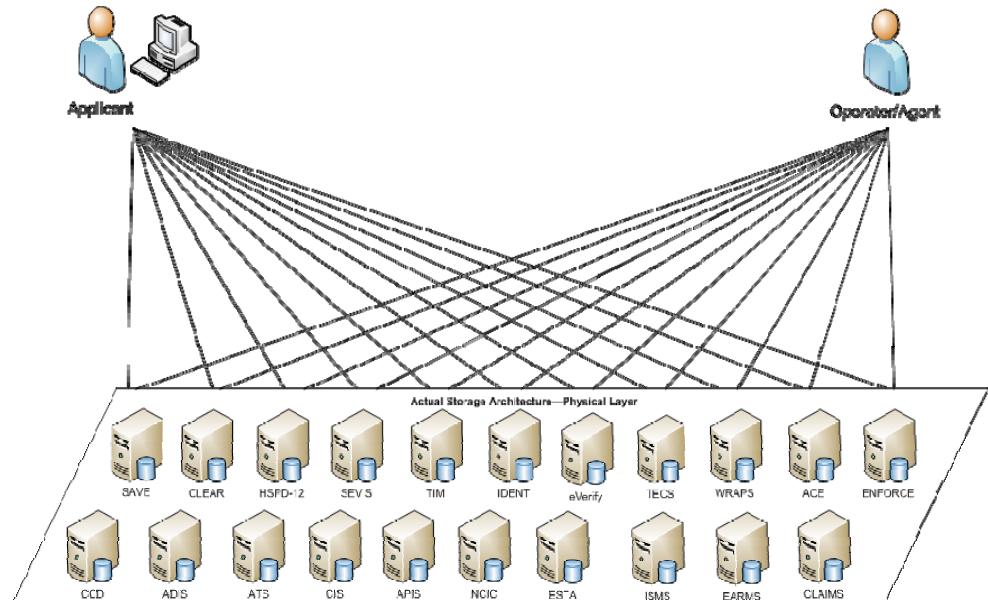 Applicant
Operator/Agent
Actual Storage Architecture—Physical Layer
SAVE CLEAR HSPD-12 SEVIS TIM IDENT eVerify TECS WRAPS ACE ENFORCE
CCD ADIS ATS CIS APIS NCIC ESTA ISMS EARMS CLAIMS